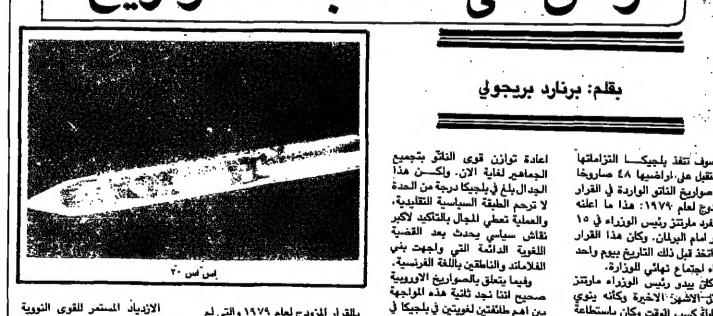 بقلم: برنارد بريجولي
سوف تنفذ بلجيكا التزاماتها
على اراضيها ٤٨ صاروخا
صواريخ الناتو الواردة في القرار
لعام ١٩٧٩: هذا ما اعلنه
مارتنز رئيس الوزراء في ١٥
امام البرلمان. وكان هذا القرار
اتخذ قبل ذلك التاريخ بيوم واحد
اجتماع نهائي للوزارة.
يبدو رئيس الوزراء مارتنز
الاشهر الاخيرة وكأنه ينوي
كسب الوقت وكان باستطاعة
اعادة توازن قوى الناتو بتجميع
الجماهير لغاية الان. ولكن هذا
الجدال بلغ في بلجيكا درجة من الحدة
لا ترحم الطبقة السياسية التقليدية،
والعملية تعطي المجال بالتأكيد لاكبر
نقاش سياسي يحدث بعد القضية
اللغوية الدائمة التي واجهت بني
الفلاماند والناطقين باللغة الفرنسية.
وفيما يتعلق بالصواريخ الاوروبية
صحيح اننا نجد ثانية هذه المواجهة
بين اهم طائفتين لغويتين في بلجيكا في
إس إس ٢٠
بالقرار المزدوج لعام ١٩٧٩ والتي لم
الازدياد المستمر للقوى النووية